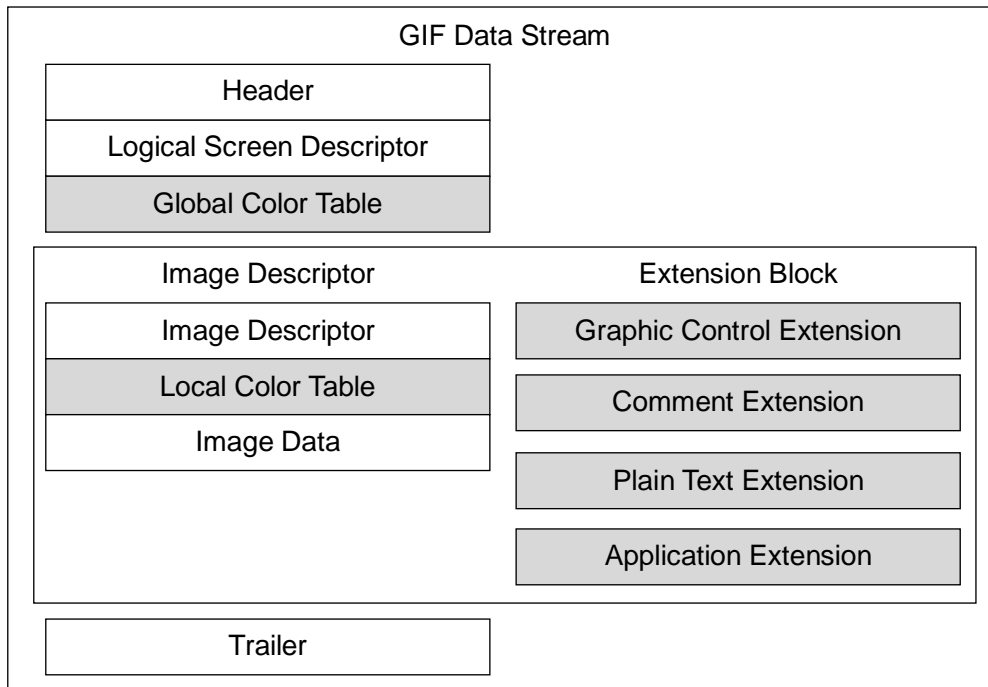 GIF Data Stream
Header
Logical Screen Descriptor
Global Color Table
Image Descriptor
Image Descriptor
Local Color Table
Image Data
Extension Block
Graphic Control Extension
Comment Extension
Plain Text Extension
Application Extension
Trailer